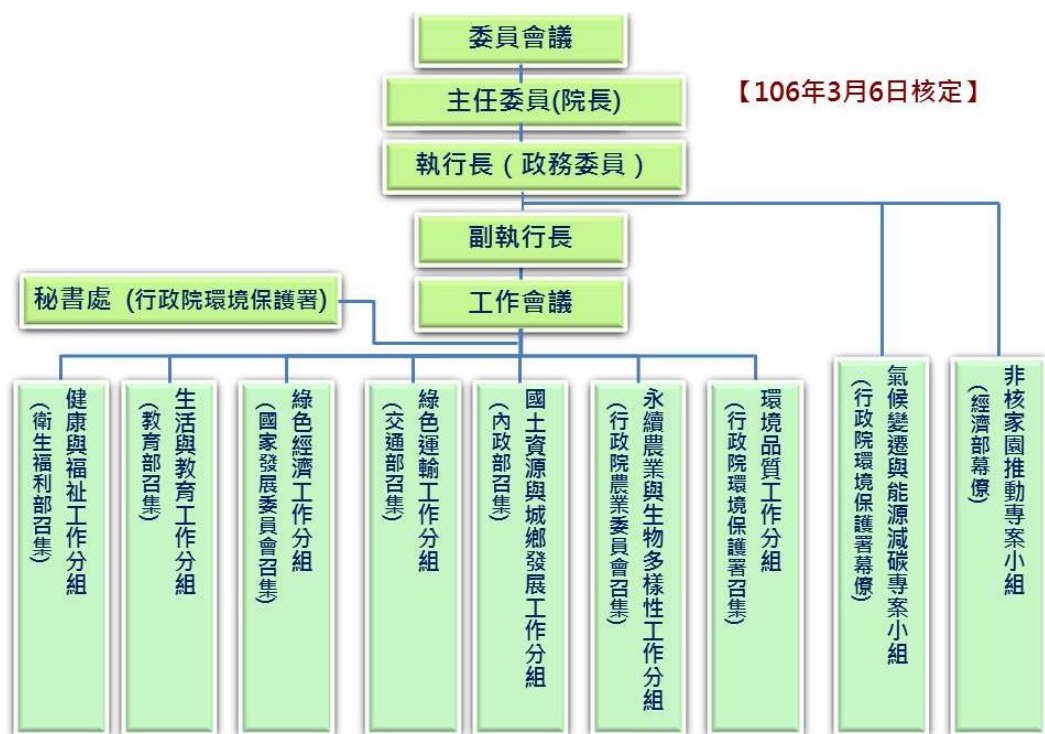 委員會議
主任委員(院長)
【106年3月6日核定】
執行長（政務委員）
副執行長
秘書處 (行政院環境保護署)
工作會議
健康與福祉工作分組
(衛生福利部召集)
生活與教育工作分組
(教育部召集)
綠色經濟工作分組
(國家發展委員會召集)
綠色運輸工作分組
(交通部召集)
國土資源與城鄉發展工作分組
(內政部召集)
永續農業與生物多樣性工作分組
(行政院農業委員會召集)
環境品質工作分組
(行政院環境保護署召集)
氣候變遷與能源減碳專案小組
(行政院環境保護署幕僚)
非核家園推動專案小組
(經濟部幕僚)